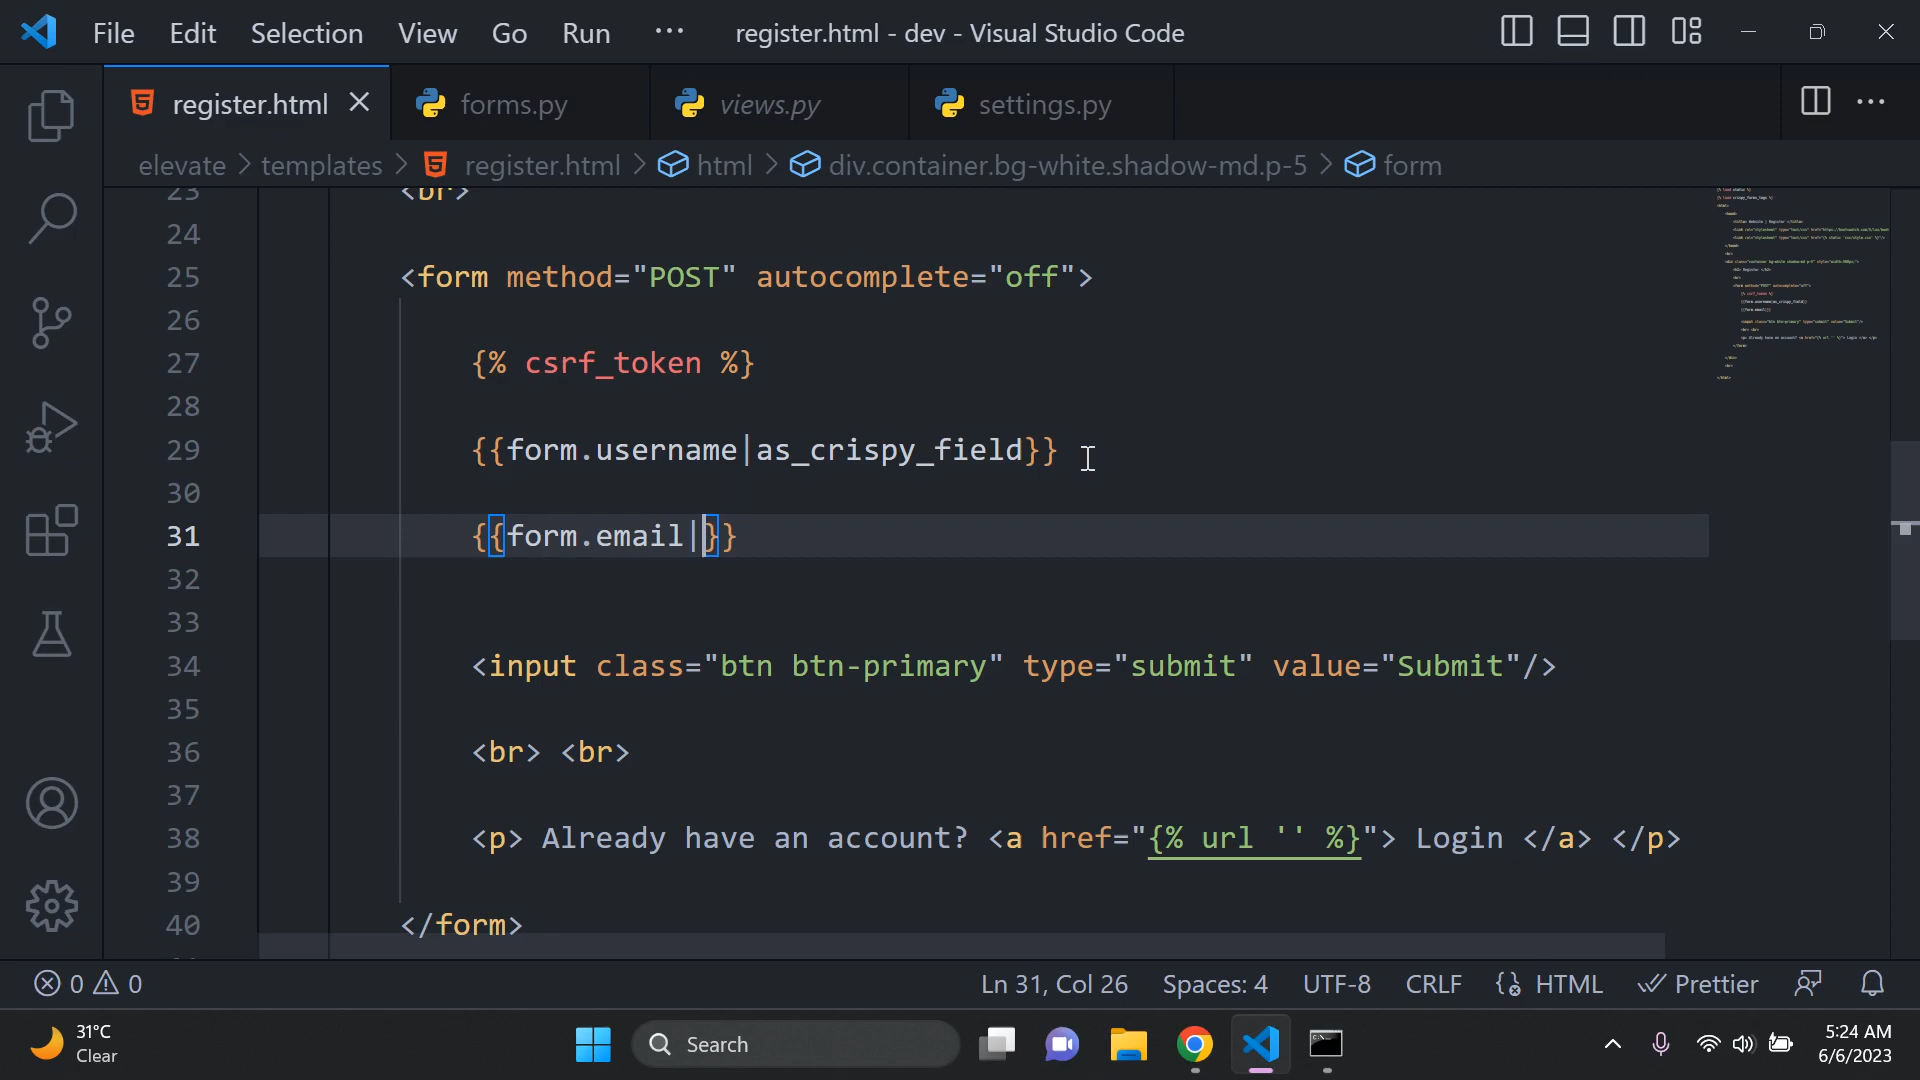 File Edit Selection View Go Run ··· register.html - dev - Visual Studio Code
register.html forms.py views.py settings.py
elevate > templates > register.html > html > div.container.bg-white.shadow-md.p-5 > form
23 <br>
24
25 <form method="POST" autocomplete="off">
26
27 {% csrf_token %}
28
29 {{form.username|as_crispy_field}}
30
31 {{form.email|}}
32
33
34 <input class="btn btn-primary" type="submit" value="Submit"/>
35
36 <br> <br>
37
38 <p> Already have an account? <a href="{% url '' %}"> Login </a> </p>
39
40 </form>
0 0 Ln 31, Col 26 Spaces: 4 UTF-8 CRLF HTML Prettier
31°C
Clear
Search
5:24 AM
6/6/2023